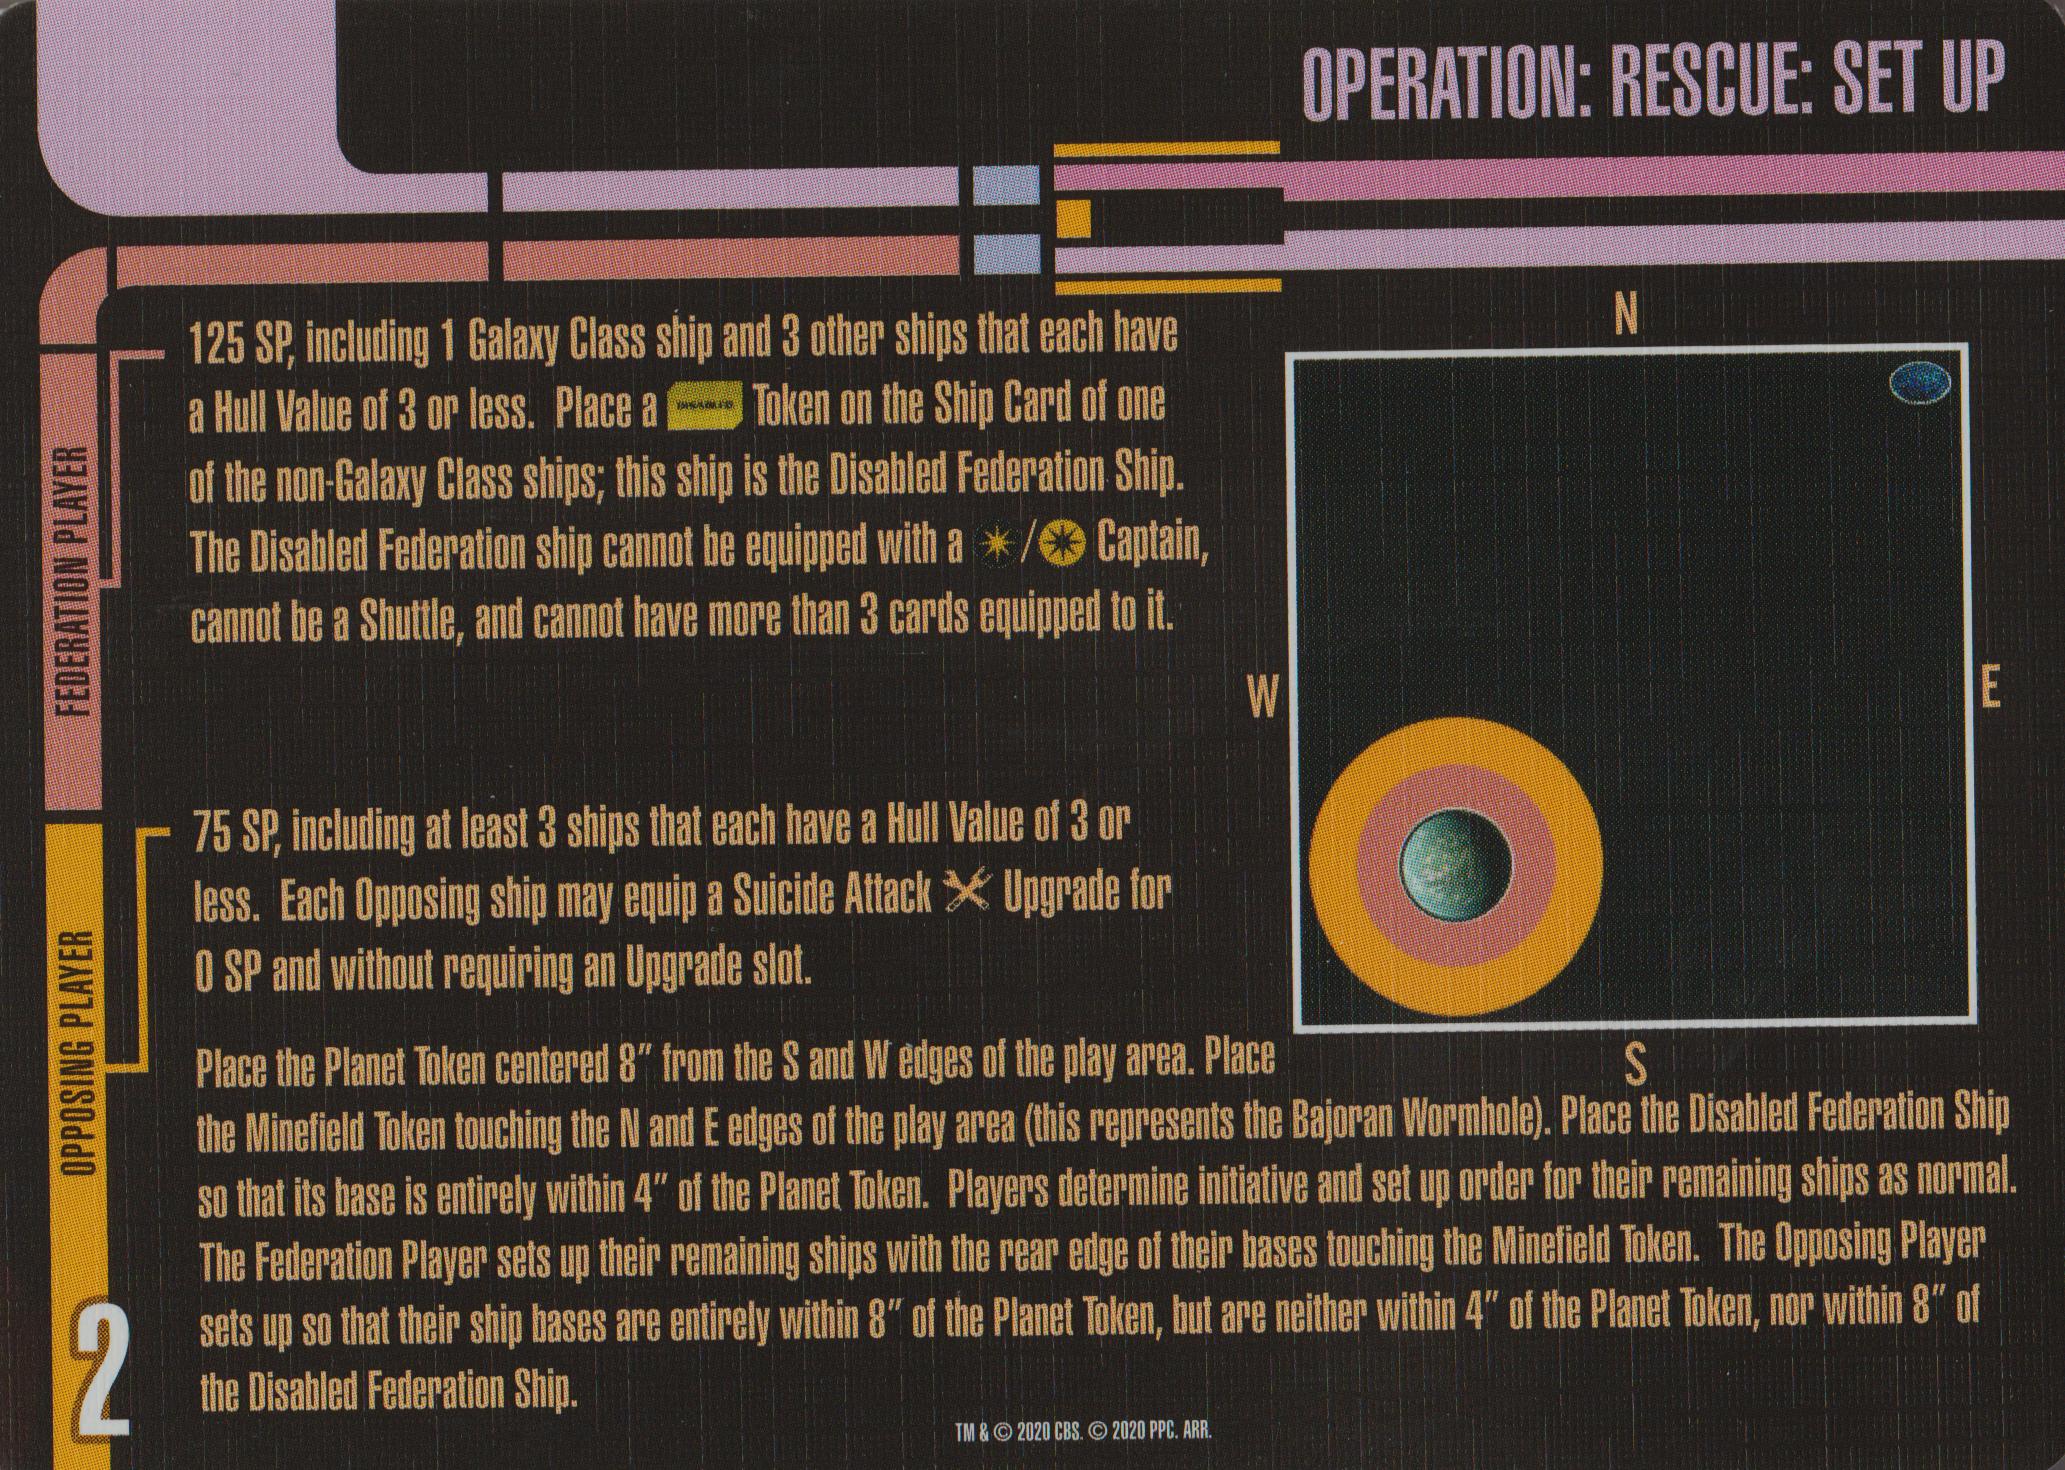 OPERATION: RESCUE: SET UP
FEDERATION PLAYER
125 SP, including 1 Galaxy Class ship and 3 other ships that each have
a Hull Value of 3 or less. Place a DISABLED Token on the Ship Card of one
of the non-Galaxy Class ships; this ship is the Disabled Federation Ship.
The Disabled Federation ship cannot be equipped with a / Captain,
cannot be a Shuttle, and cannot have more than 3 cards equipped to it.
N
W
E
S
OPPOSING PLAYER
75 SP, including at least 3 ships that each have a Hull Value of 3 or
less. Each Opposing ship may equip a Suicide Attack Upgrade for
0 SP and without requiring an Upgrade slot.
Place the Planet Token centered 8” from the S and W edges of the play area. Place
the Minefield Token touching the N and E edges of the play area (this represents the Bajoran Wormhole). Place the Disabled Federation Ship
so that its base is entirely within 4” of the Planet Token. Players determine initiative and set up order for their remaining ships as normal.
The Federation Player sets up their remaining ships with the rear edge of their bases touching the Minefield Token. The Opposing Player
sets up so that their ship bases are entirely within 8” of the Planet Token, but are neither within 4” of the Planet Token, nor within 8” of
the Disabled Federation Ship.
2
TM & © 2020 CBS. © 2020 PPC. ARR.